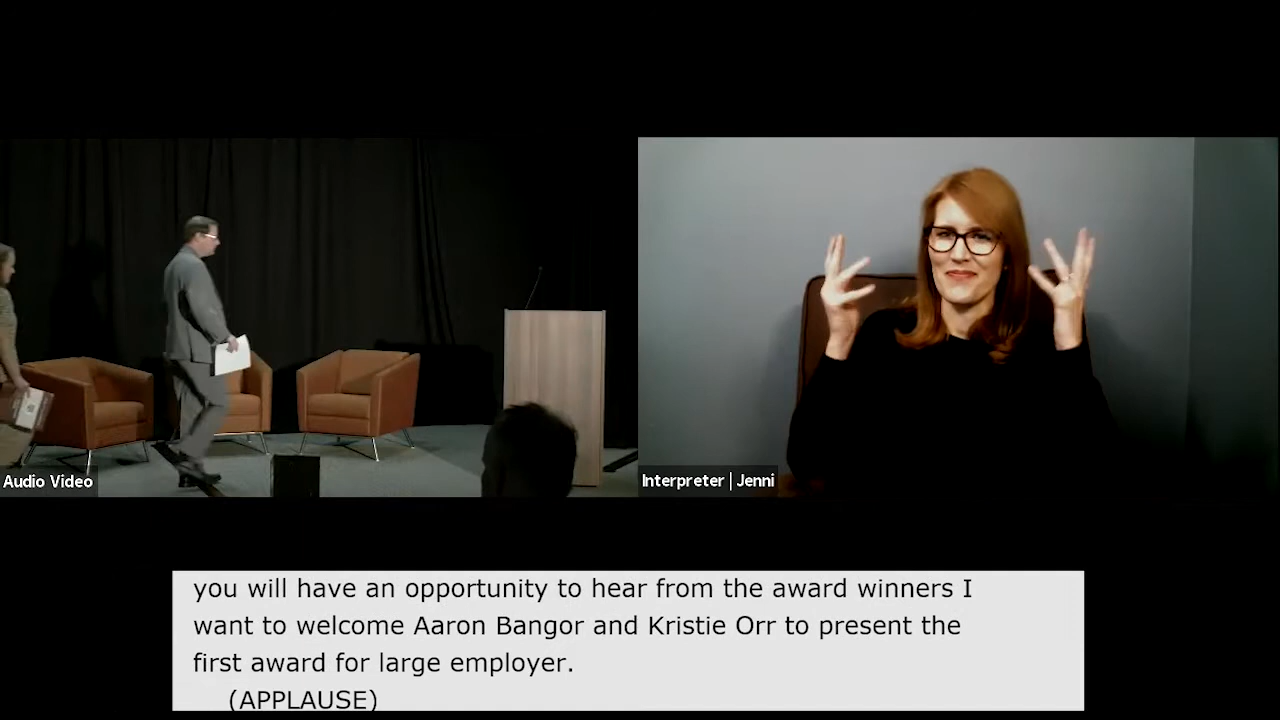 Audio Video
Interpreter | Jenni
you will have an opportunity to hear from the award winners I
want to welcome Aaron Bangor and Kristie Orr to present the
first award for large employer.
(APPLAUSE)